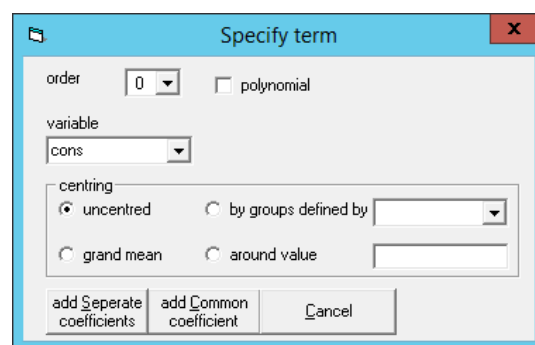 Specify term
x
order 0 polynomial
variable
cons
centring
uncentred by groups defined by
grand mean around value
add Seperate coefficients
add Common coefficient
Cancel